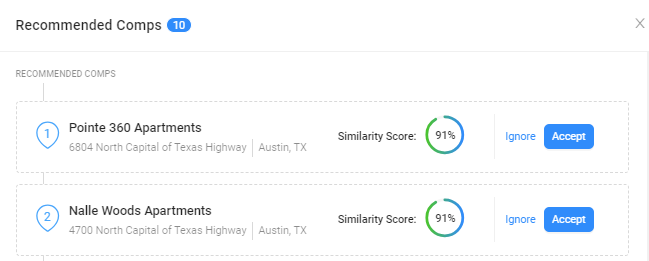 Recommended Comps 10
RECOMMENDED COMPS
1 Pointe 360 Apartments
6804 North Capital of Texas Highway | Austin, TX
Similarity Score: 91% Ignore Accept
2 Nalle Woods Apartments
4700 North Capital of Texas Highway | Austin, TX
Similarity Score: 91% Ignore Accept